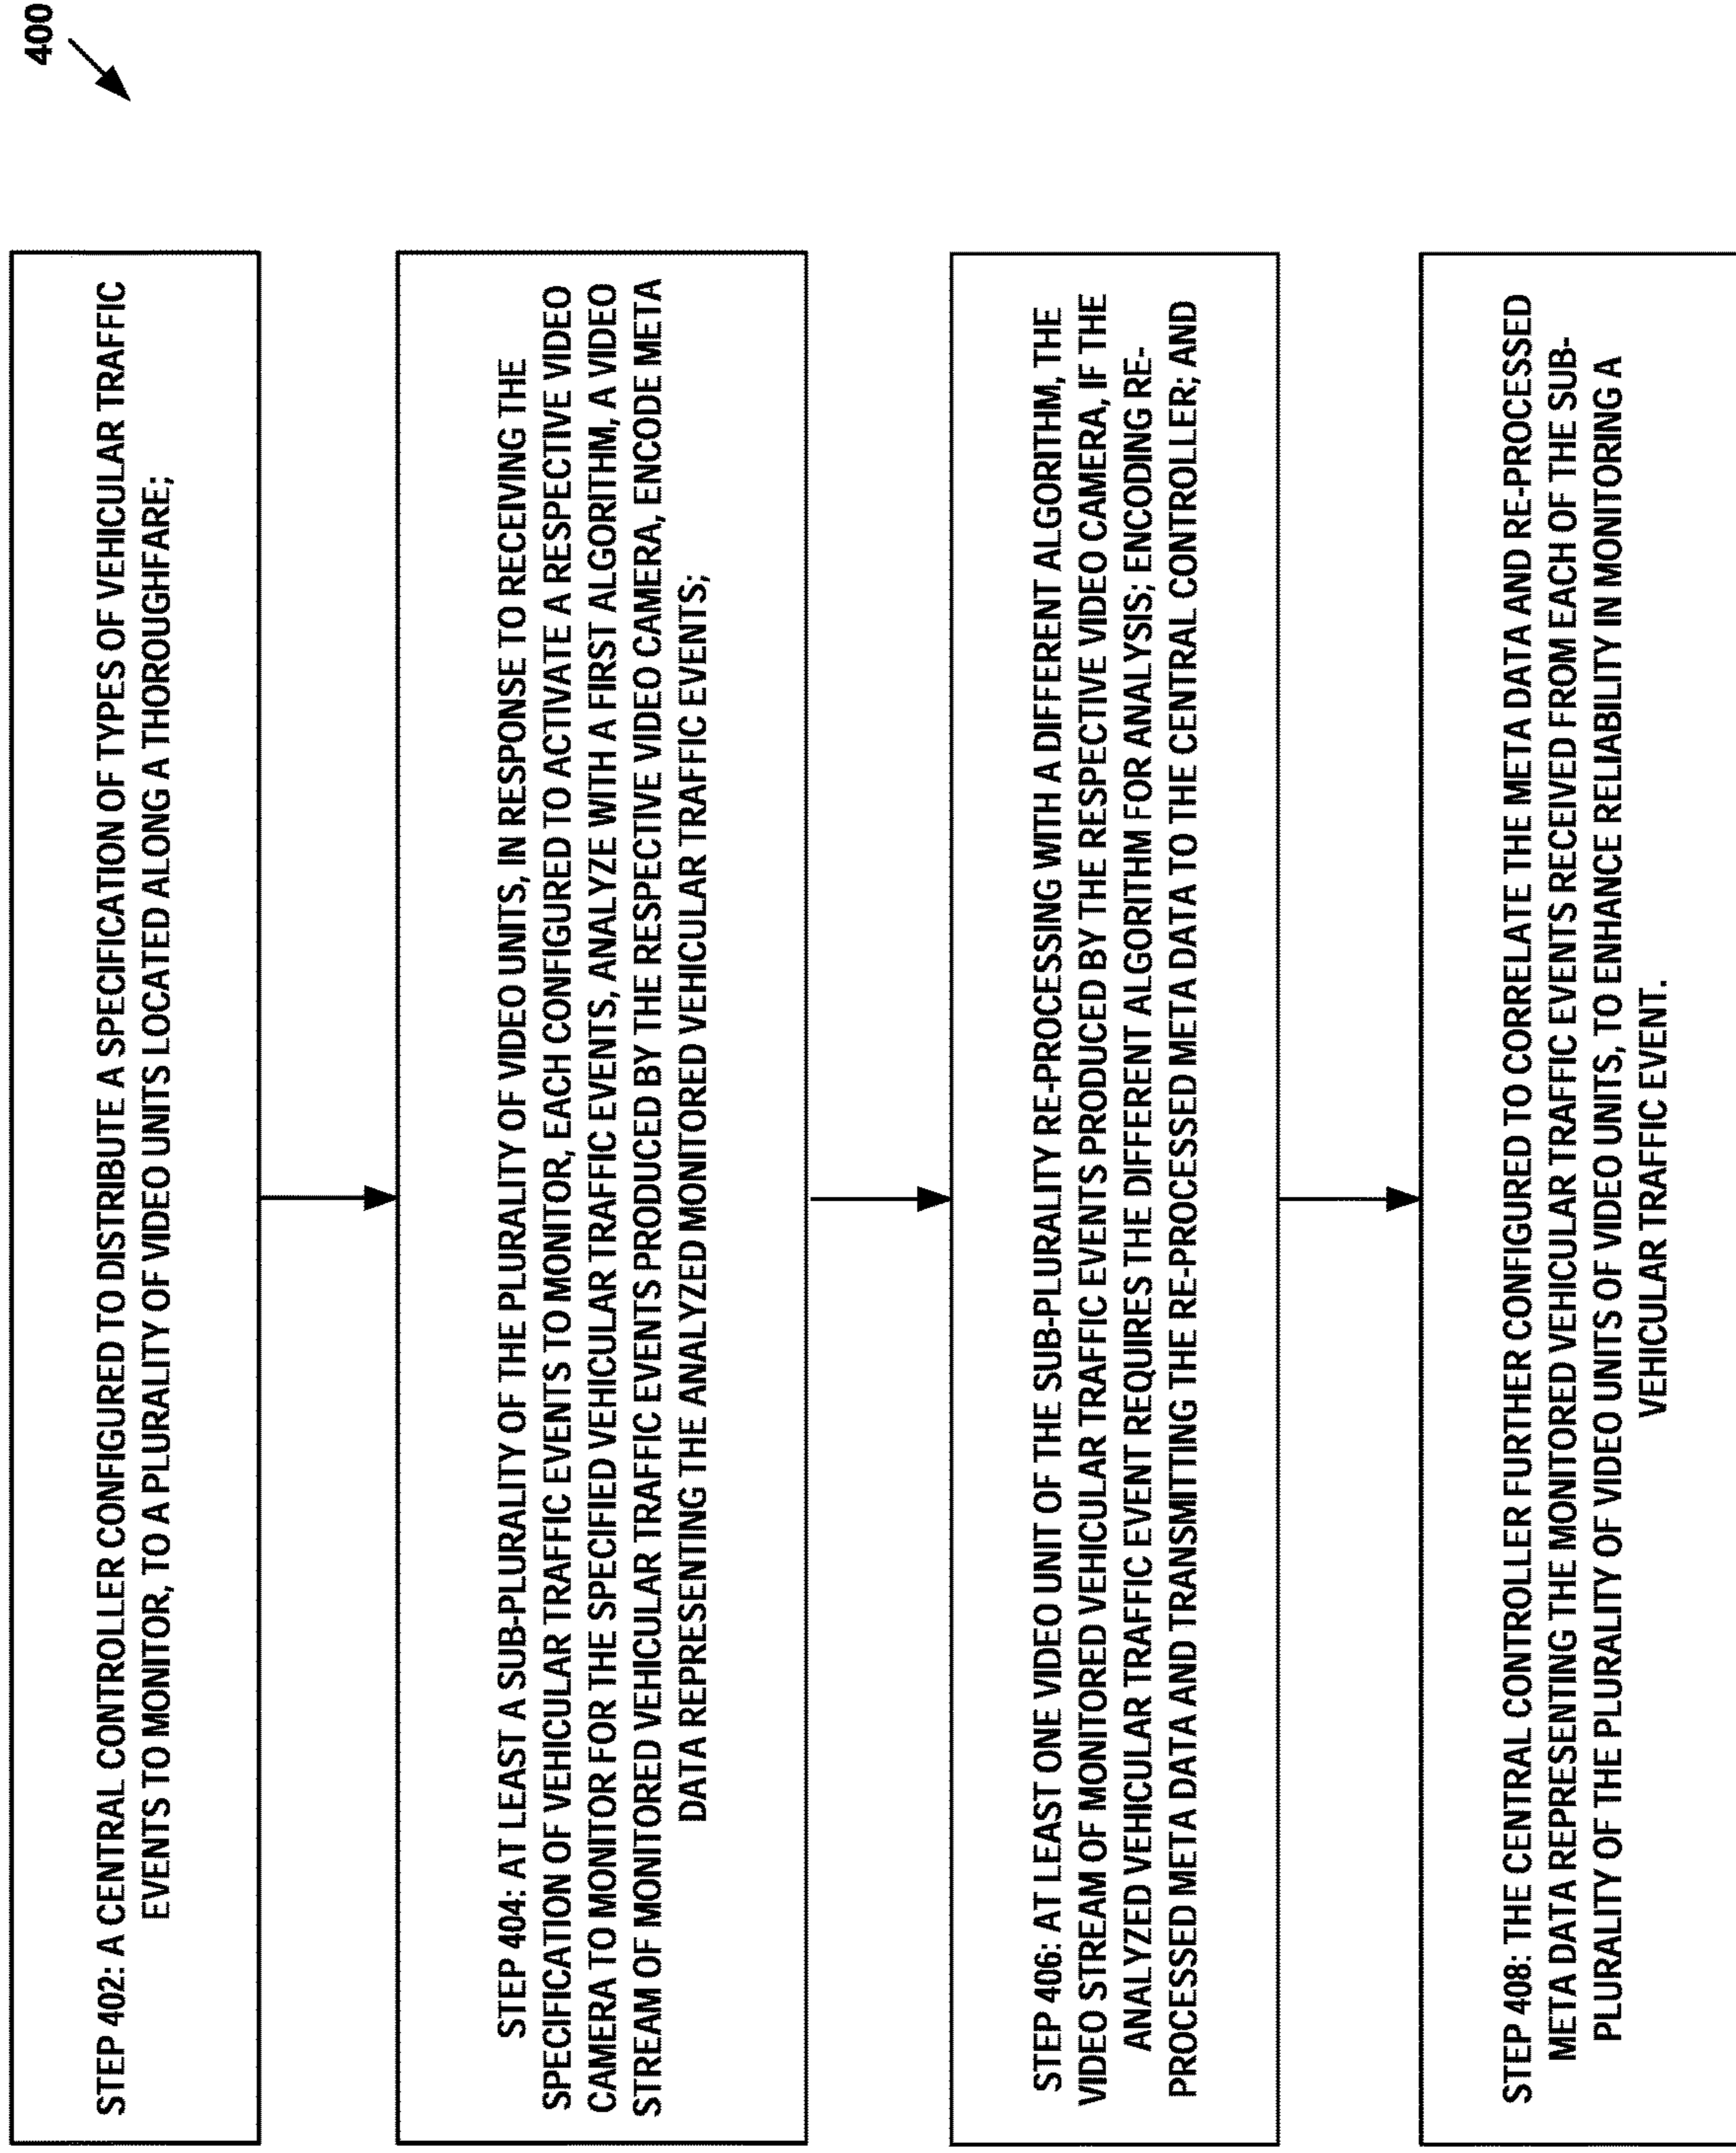 400
STEP 402: A CENTRAL CONTROLLER CONFIGURED TO DISTRIBUTE A SPECIFICATION OF TYPES OF VEHICULAR TRAFFIC
EVENTS TO MONITOR, TO A PLURALITY OF VIDEO UNITS LOCATED ALONG A THOROUGHFARE;
STEP 404: AT LEAST A SUB-PLURALITY OF THE PLURALITY OF VIDEO UNITS, IN RESPONSE TO RECEIVING THE
SPECIFICATION OF VEHICULAR TRAFFIC EVENTS TO MONITOR, EACH CONFIGURED TO ACTIVATE A RESPECTIVE VIDEO
CAMERA TO MONITOR FOR THE SPECIFIED VEHICULAR TRAFFIC EVENTS, ANALYZE WITH A FIRST ALGORITHM, A VIDEO
STREAM OF MONITORED VEHICULAR TRAFFIC EVENTS PRODUCED BY THE RESPECTIVE VIDEO CAMERA, ENCODE META
DATA REPRESENTING THE ANALYZED MONITORED VEHICULAR TRAFFIC EVENTS;
STEP 406: AT LEAST ONE VIDEO UNIT OF THE SUB-PLURALITY RE-PROCESSING WITH A DIFFERENT ALGORITHM, THE
VIDEO STREAM OF MONITORED VEHICULAR TRAFFIC EVENTS PRODUCED BY THE RESPECTIVE VIDEO CAMERA, IF THE
ANALYZED VEHICULAR TRAFFIC EVENT REQUIRES THE DIFFERENT ALGORITHM FOR ANALYSIS; ENCODING RE-
PROCESSED META DATA AND TRANSMITTING THE RE-PROCESSED META DATA TO THE CENTRAL CONTROLLER; AND
STEP 408: THE CENTRAL CONTROLLER FURTHER CONFIGURED TO CORRELATE THE META DATA AND RE-PROCESSED
META DATA REPRESENTING THE MONITORED VEHICULAR TRAFFIC EVENTS RECEIVED FROM EACH OF THE SUB-
PLURALITY OF THE PLURALITY OF VIDEO UNITS OF VIDEO UNITS, TO ENHANCE RELIABILITY IN MONITORING A
VEHICULAR TRAFFIC EVENT.